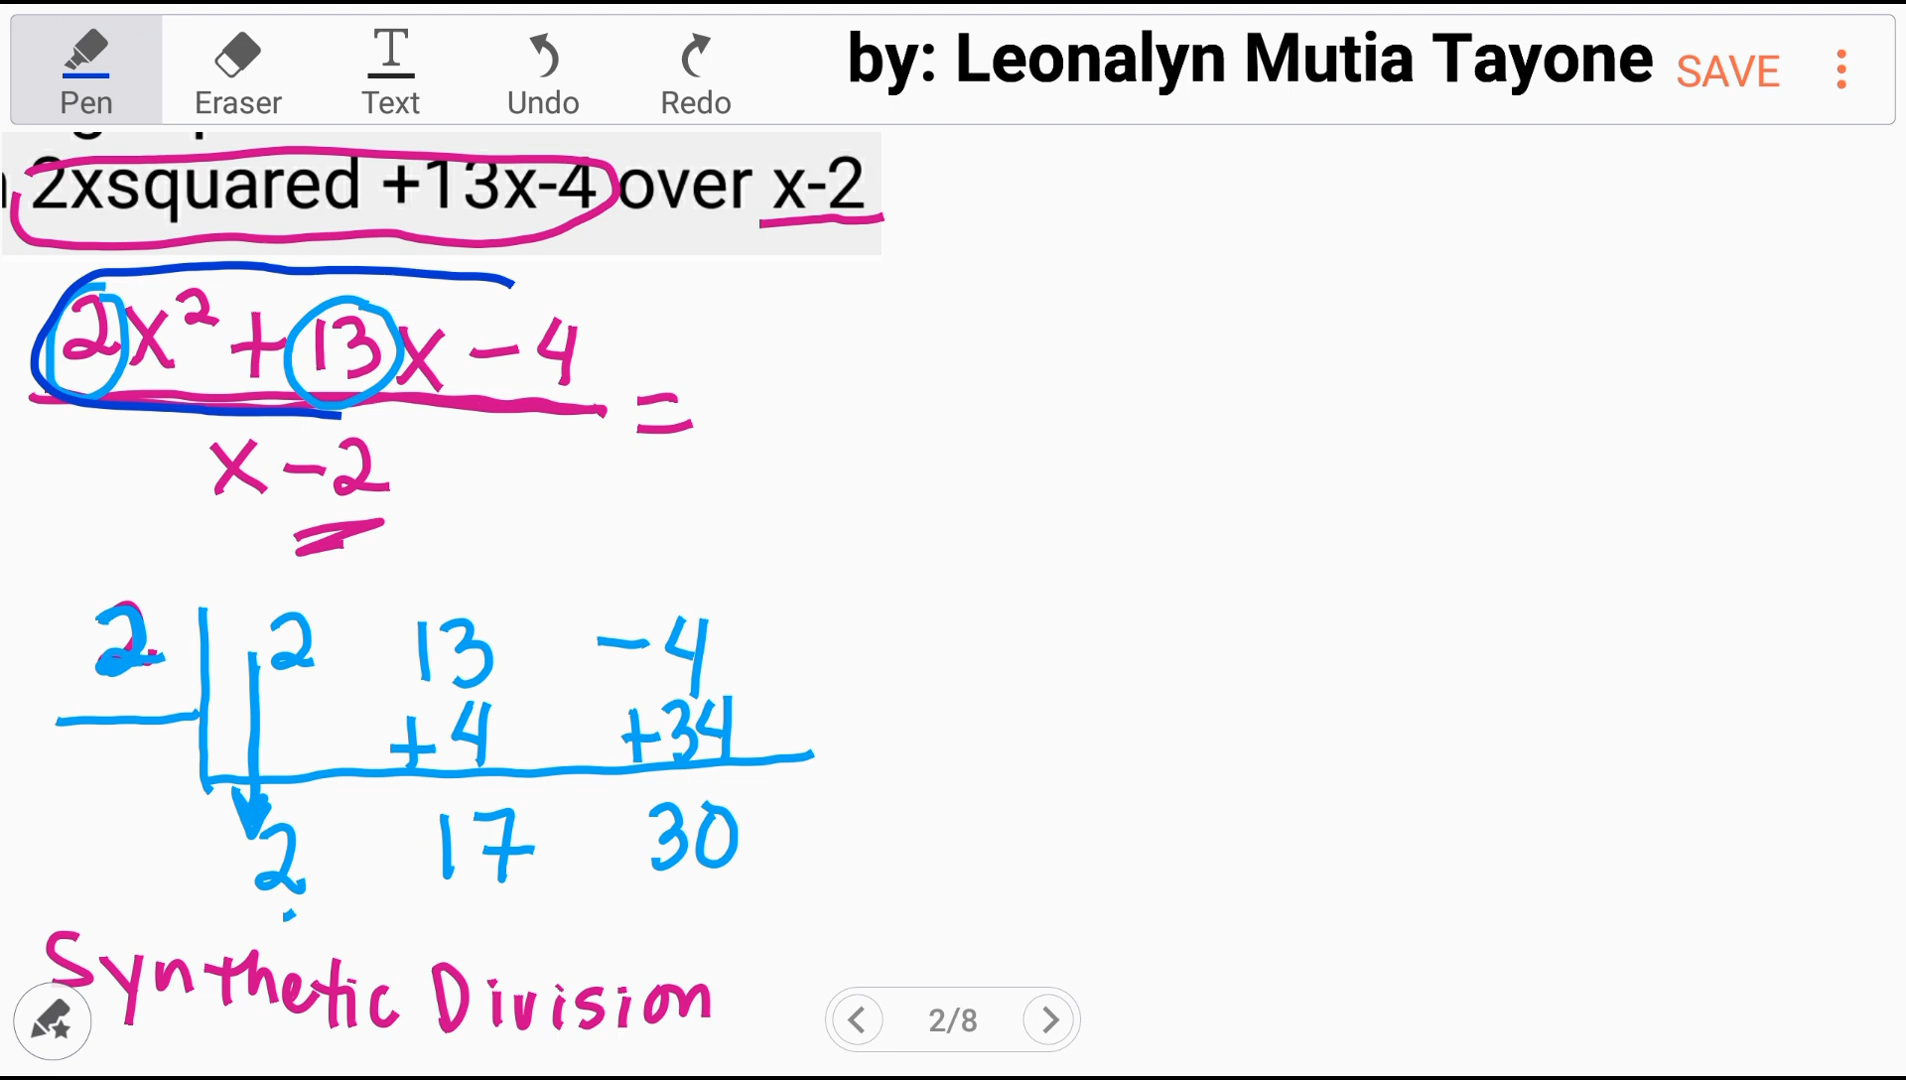 Pen Eraser Text Undo Redo by: Leonalyn Mutia Tayone SAVE
2xsquared +13x-4 over x-2
2x² + 13x - 4
=
x - 2
2 2 13 -4
+4 +34
2 17 30
Synthetic Division
2/8